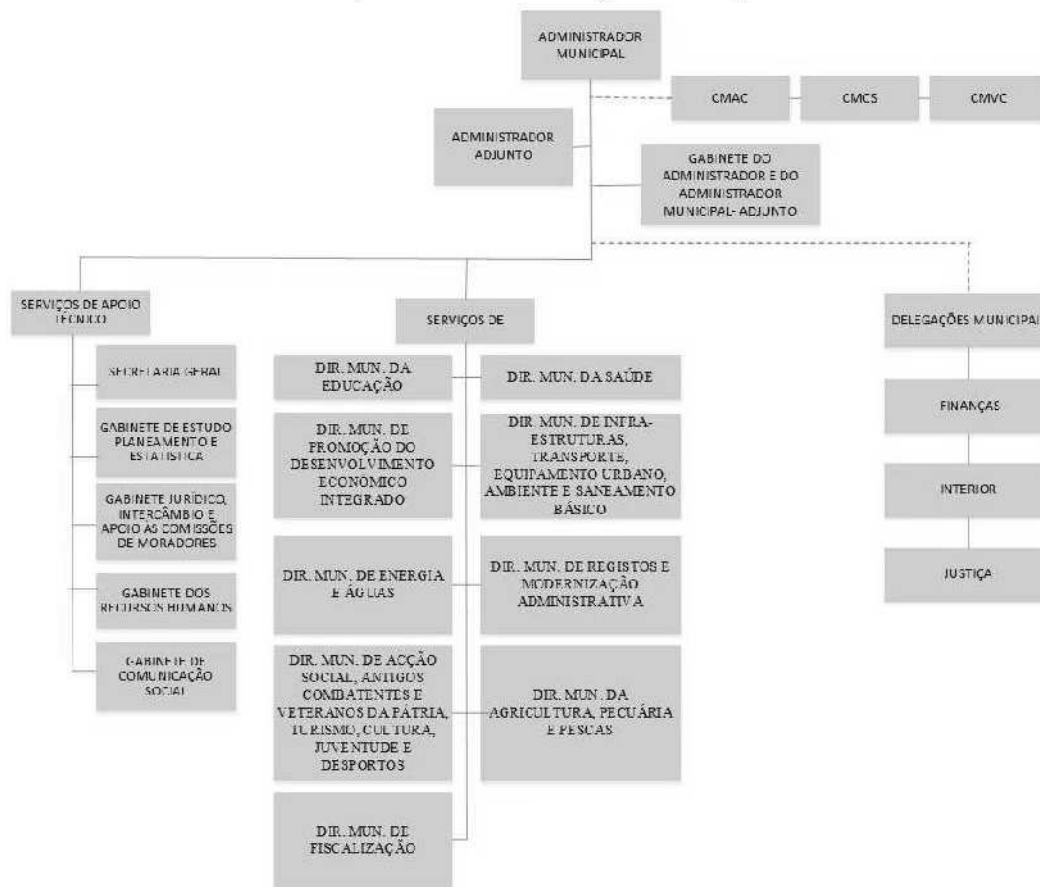 ADMINISTRADOR
MUNICIPAL
CMAC
CMCS
CMVC
ADMINISTRADOR
ADJUNTO
GABINETE DO
ADMINISTRADOR E DO
ADMINISTRADOR
MUNICIPAL- ADJUNTO
SERVIÇOS DE APOIO
TÉCNICO
SECRETARIA GERAL
GABINETE DE ESTUDO
PLANEAMENTO E
ESTATISTICA
GABINETE JURÍDICO,
INTERCÂMBIO E
APOIO ÀS COMISSÕES
DE MORADORES
GABINETE DOS
RECURSOS HUMANOS
GABINETE DE
COMUNICAÇÃO
SOCIAL
SERVIÇOS DE
DIR. MUN. DA
EDUCAÇÃO
DIR. MUN. DA SAÚDE
DIR. MUN. DE
PROMOÇÃO DO
DESENVOLVIMENTO
ECONÓMICO
INTEGRADO
DIR. MUN. DE INFRA-
ESTRUTURAS,
TRANSPORTE,
EQUIPAMENTO URBANO,
AMBIENTE E SANEAMENTO
BÁSICO
DIR. MUN. DE ENERGIA
E ÁGUAS
DIR. MUN. DE REGISTOS E
MODERNIZAÇÃO
ADMINISTRATIVA
DIR. MUN. DE ACÇÃO
SOCIAL, ANTIGOS
COMBATENTES E
VETERANOS DA PÁTRIA,
TURISMO, CULTURA,
JUVENTUDE E
DESPORTOS
DIR. MUN. DA
AGRICULTURA, PECUÁRIA
E PESCAS
DIR. MUN. DE
FISCALIZAÇÃO
DELEGAÇÕES MUNICIPAI
FINANÇAS
INTERIOR
JUSTIÇA